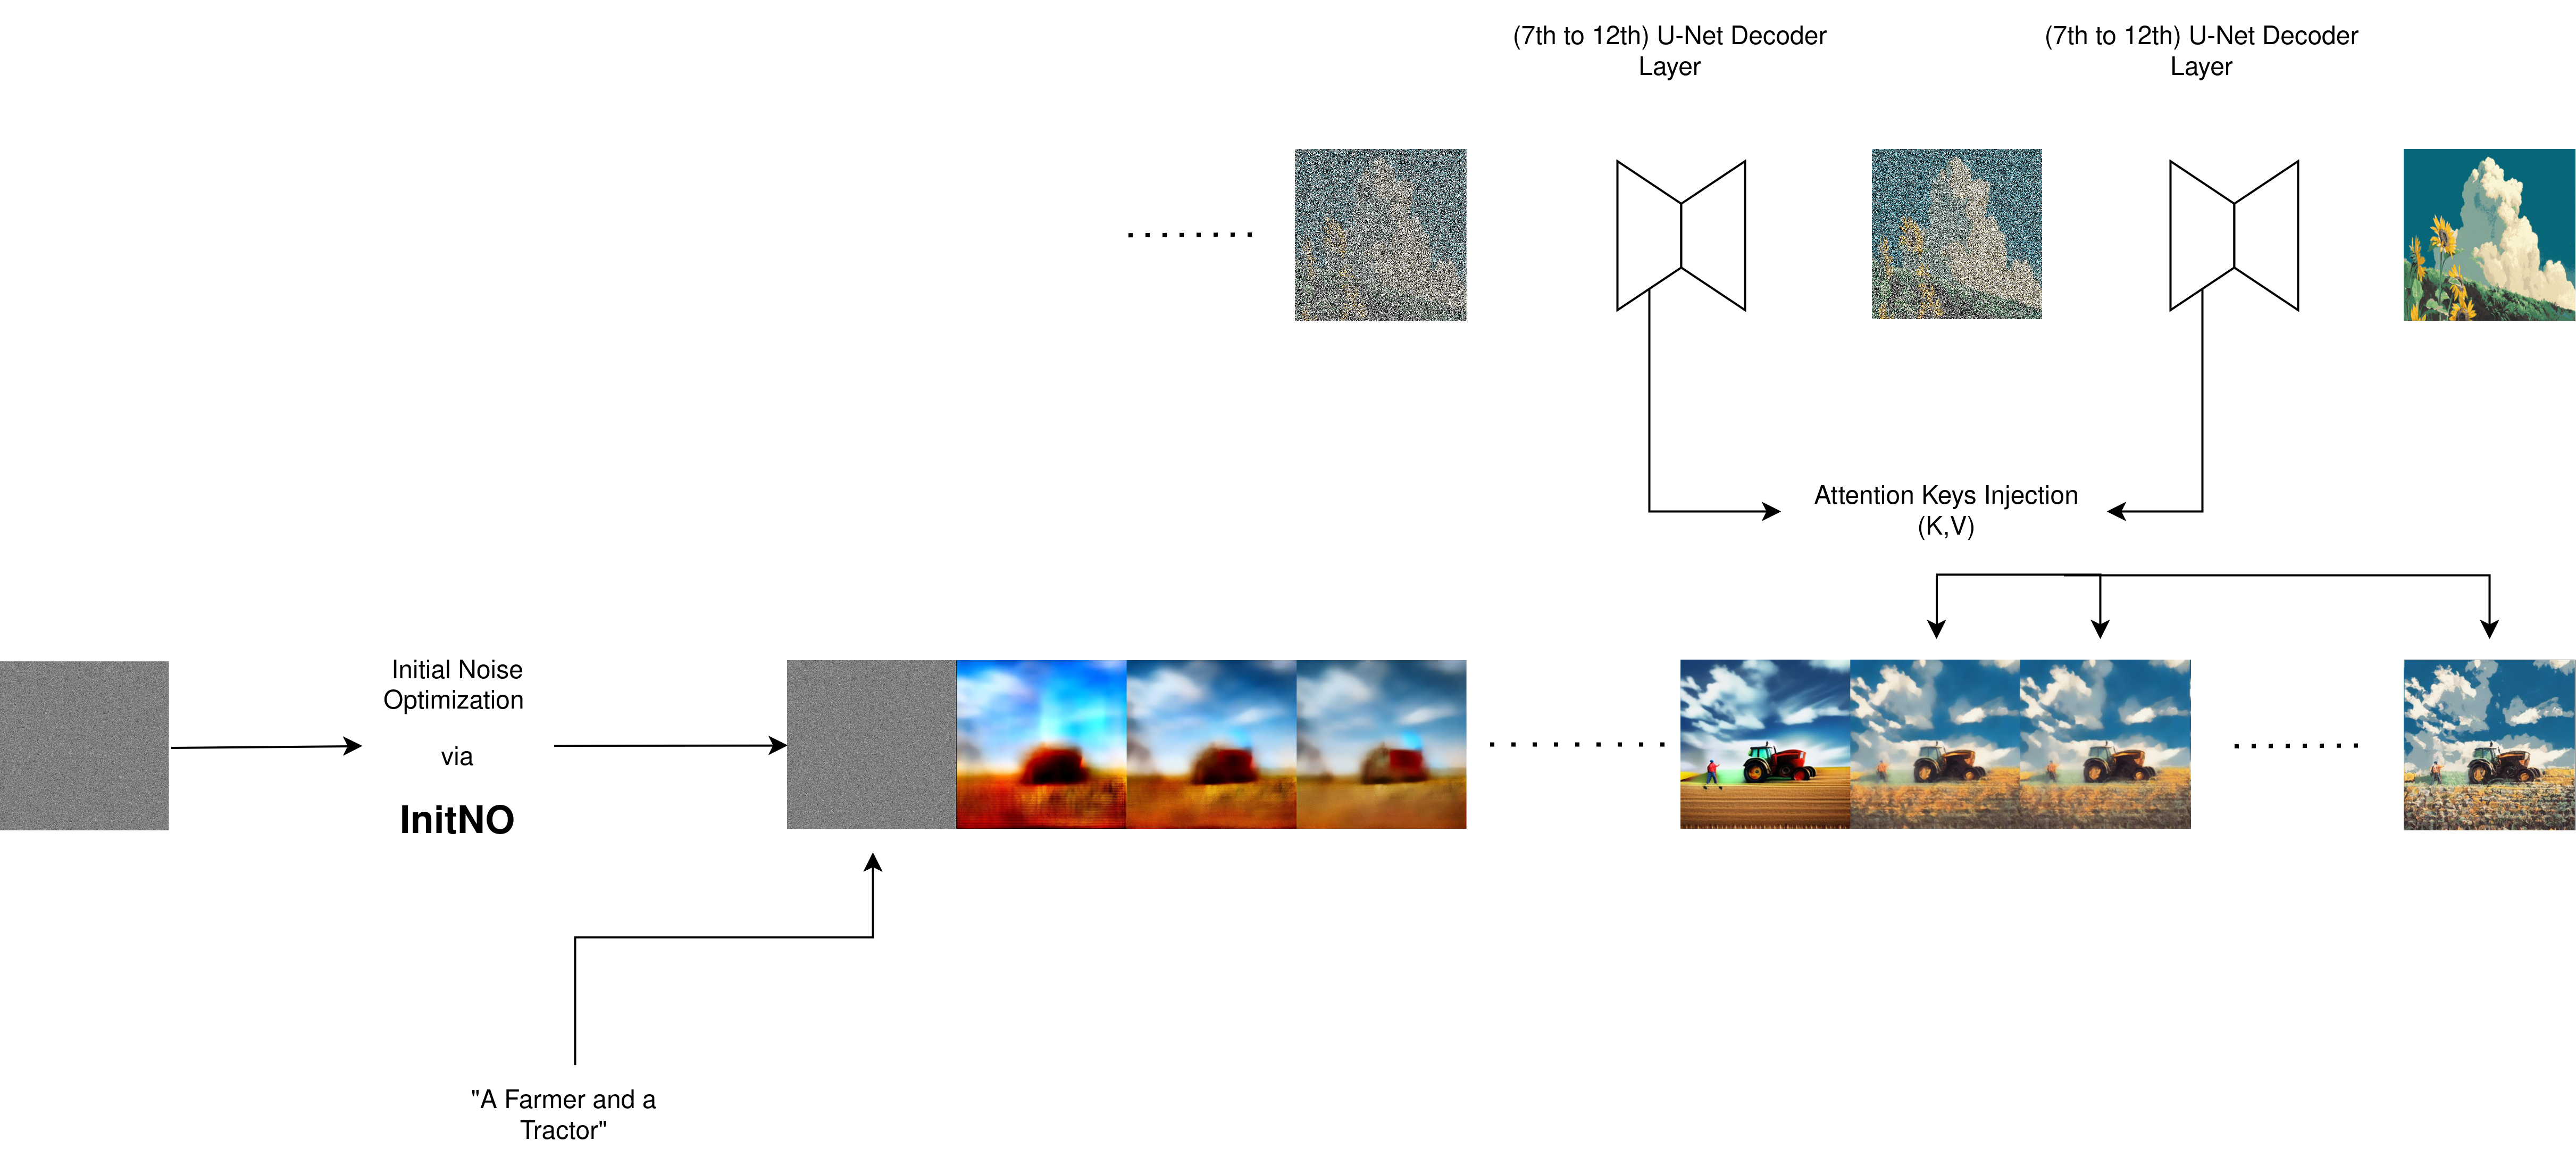 (7th to 12th) U-Net Decoder
Layer
(7th to 12th) U-Net Decoder
Layer
Attention Keys Injection
(K,V)
Initial Noise
Optimization
via
InitNO
"A Farmer and a
Tractor"